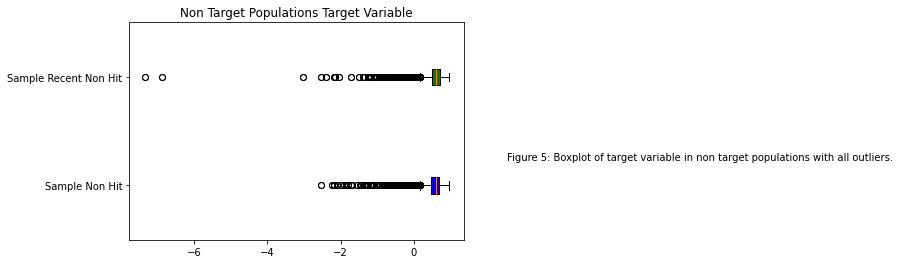 Non Target Populations Target Variable
Sample Recent Non Hit
Sample Non Hit
−6
−4
−2
0
Figure 5: Boxplot of target variable in non target populations with all outliers.